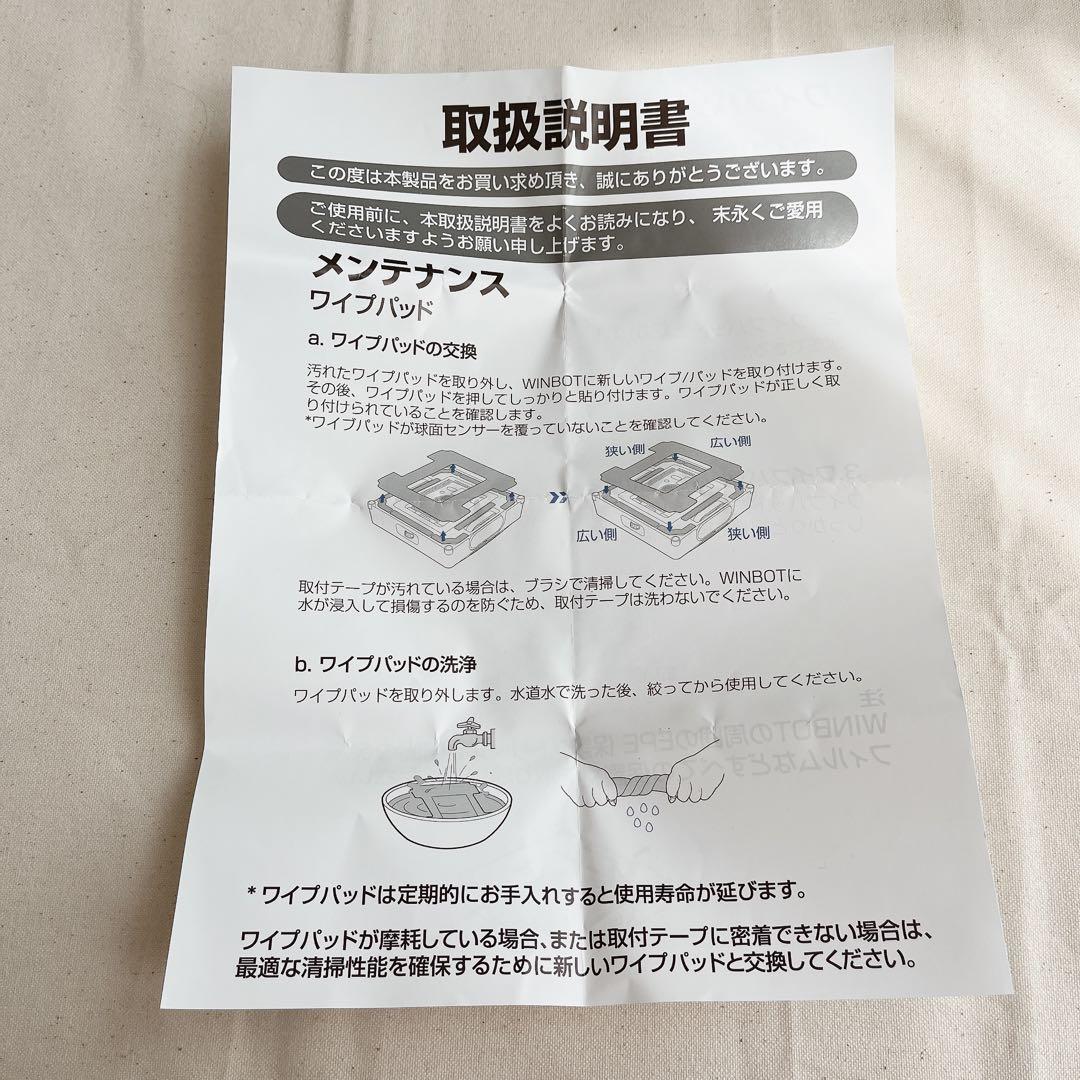 取扱説明書
この度は本製品をお買い求め頂き、誠にありがとうございます。
ご使用前に、本取扱説明書をよくお読みになり、 末永くご愛用
くださいますようお願い申し上げます。
メンテナンス
ワイプパッド
a. ワイプパッドの交換
汚れたワイプパッドを取り外し、WINBOTに新しいワイプ/パッドを取り付けます。
その後、ワイプパッドを押してしっかりと貼り付けます。ワイプパッドが正しく取
り付けられていることを確認します。
*ワイプパッドが球面センサーを覆っていないことを確認してください。
狭い側 広い側
広い側 狭い側
取付テープが汚れている場合は、ブラシで清掃してください。WINBOTに
水が浸入して損傷するのを防ぐため、取付テープは洗わないでください。
b. ワイプパッドの洗浄
ワイプパッドを取り外します。水道水で洗った後、絞ってから使用してください。
* ワイプパッドは定期的にお手入れすると使用寿命が延びます。
ワイプパッドが摩耗している場合、または取付テープに密着できない場合は、
最適な清掃性能を確保するために新しいワイプパッドと交換してください。